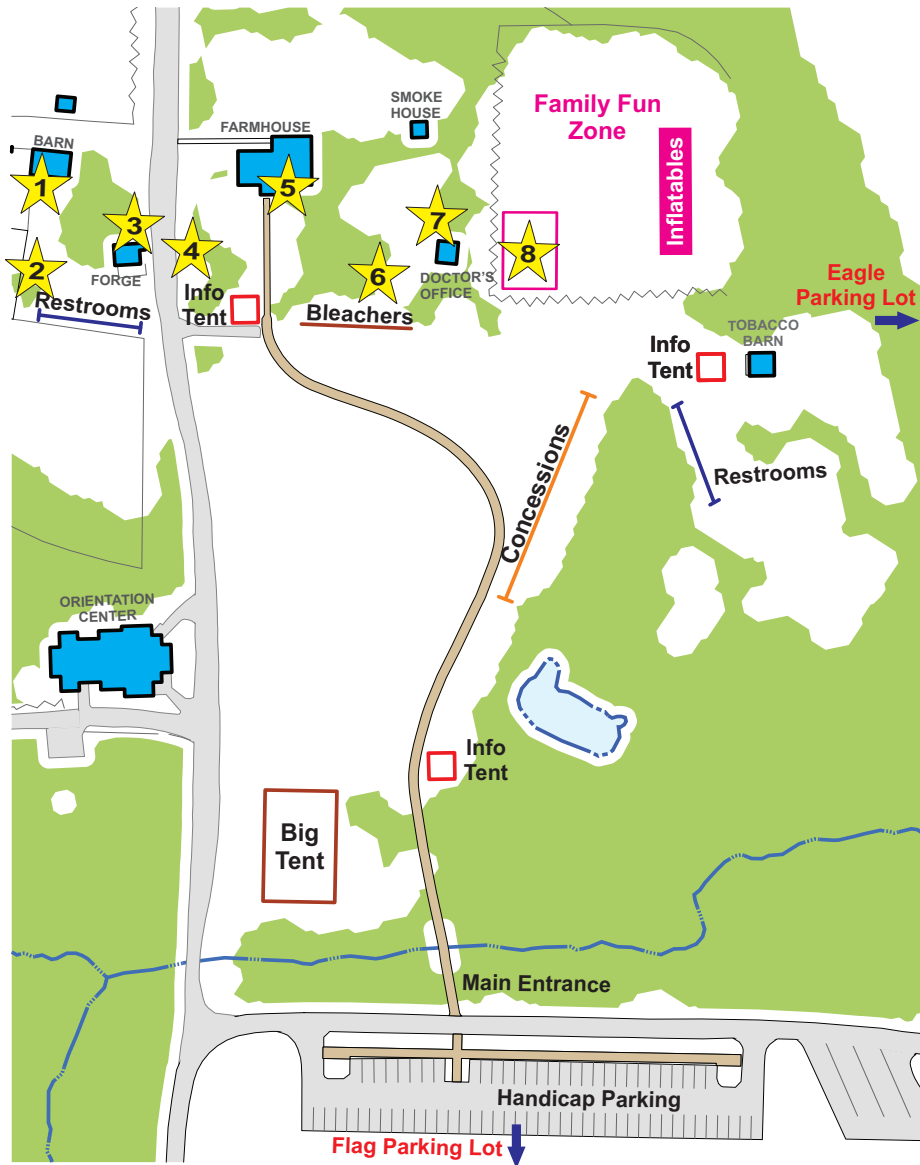 SMOKE
HOUSE
Family Fun
Zone
FARMHOUSE
BARN
Inflatables
1
5
3
7
4
8
2
6
FORGE
DOCTOR'S
OFFICE
Eagle
Parking Lot
Restrooms
Info
Tent
Bleachers
TOBACCO
BARN
Info
Tent
Concessions
Restrooms
ORIENTATION
CENTER
Info
Tent
Big
Tent
Main Entrance
Handicap Parking
Flag Parking Lot